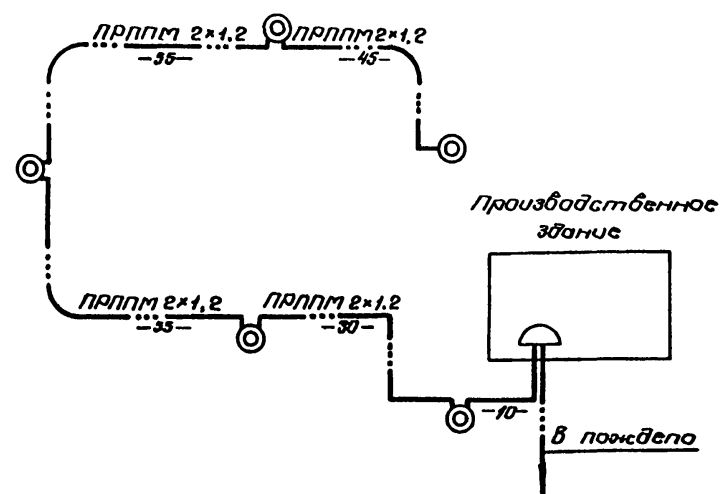 ПРППМ 2×1,2
ПРППМ 2×1,2
—35—
—45—
Производственное
здание
ПРППМ 2×1,2
ПРППМ 2×1.2
—35—
—30—
—10—
В пождепо